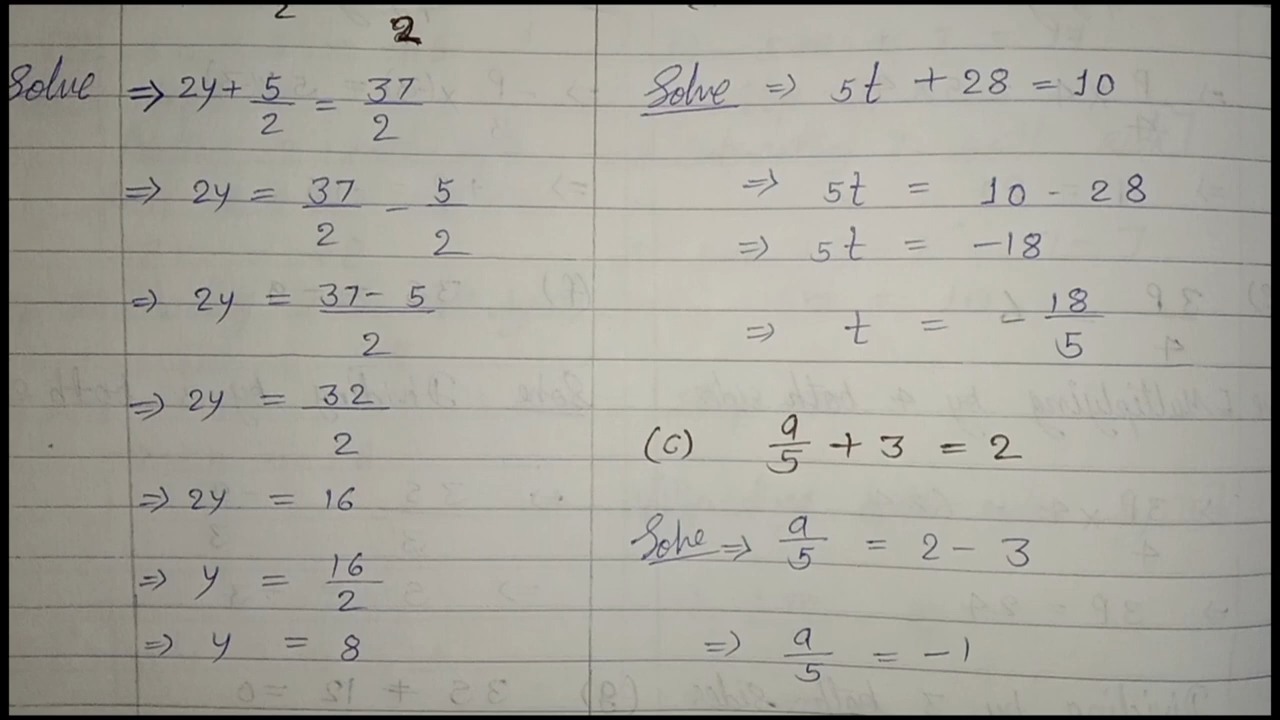 2
2
Solve ⇒ 2y + 5/2 = 37/2
⇒ 2y = 37/2 - 5/2
⇒ 2y = 37 - 5/2
⇒ 2y = 32/2
⇒ 2y = 16
⇒ y = 16/2
⇒ y = 8
Solve ⇒ 5t + 28 = 10
⇒ 5t = 10 - 28
⇒ 5t = -18
⇒ t = - 18/5
(C) a/5 + 3 = 2
Solve ⇒ a/5 = 2 - 3
⇒ a/5 = -1